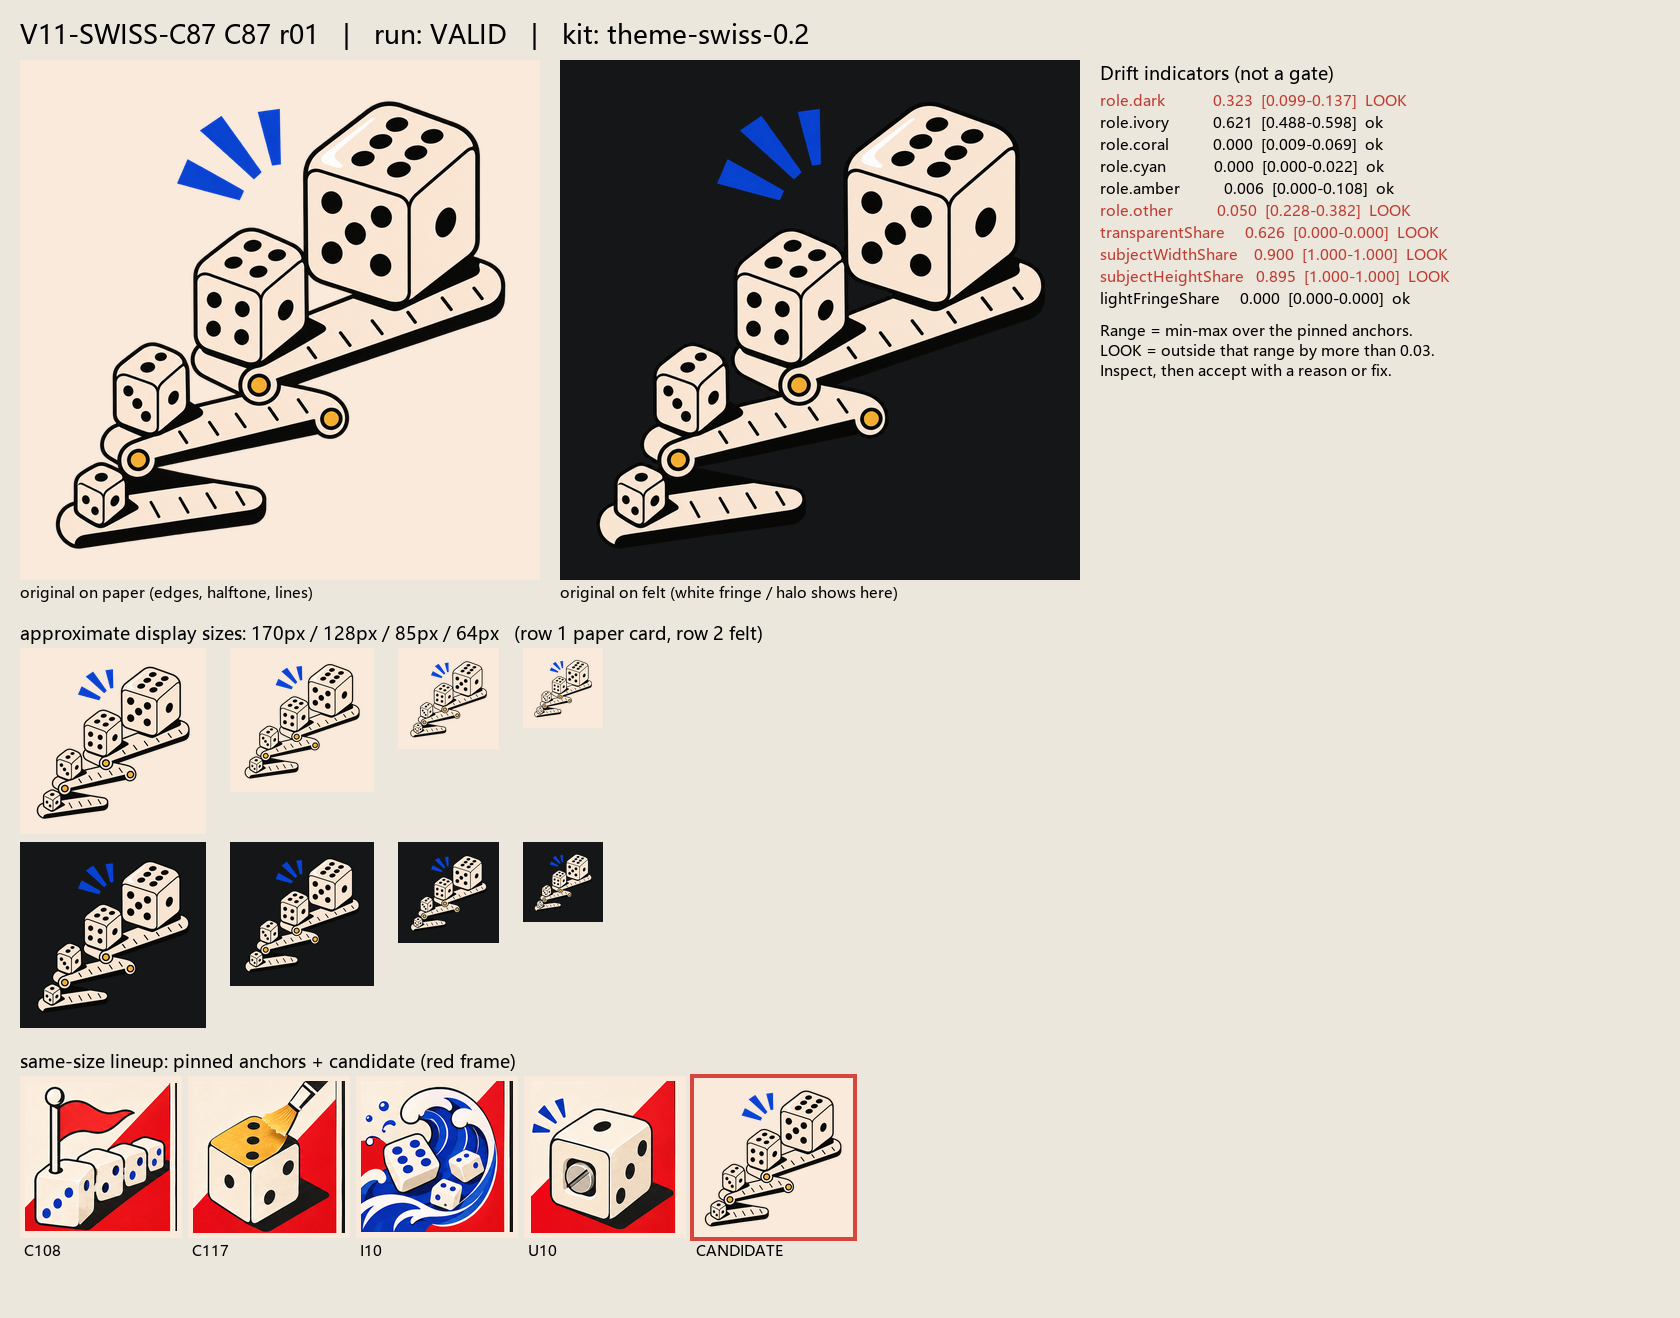 V11-SWISS-C87 C87 r01 | run: VALID | kit: theme-swiss-0.2
Drift indicators (not a gate)
role.dark 0.323 [0.099-0.137] LOOK
role.ivory 0.621 [0.488-0.598] ok
role.coral 0.000 [0.009-0.069] ok
role.cyan 0.000 [0.000-0.022] ok
role.amber 0.006 [0.000-0.108] ok
role.other 0.050 [0.228-0.382] LOOK
transparentShare 0.626 [0.000-0.000] LOOK
subjectWidthShare 0.900 [1.000-1.000] LOOK
subjectHeightShare 0.895 [1.000-1.000] LOOK
lightFringeShare 0.000 [0.000-0.000] ok
Range = min-max over the pinned anchors.
LOOK = outside that range by more than 0.03.
Inspect, then accept with a reason or fix.
original on paper (edges, halftone, lines)
original on felt (white fringe / halo shows here)
approximate display sizes: 170px / 128px / 85px / 64px (row 1 paper card, row 2 felt)
same-size lineup: pinned anchors + candidate (red frame)
C108
C117
I10
U10
CANDIDATE